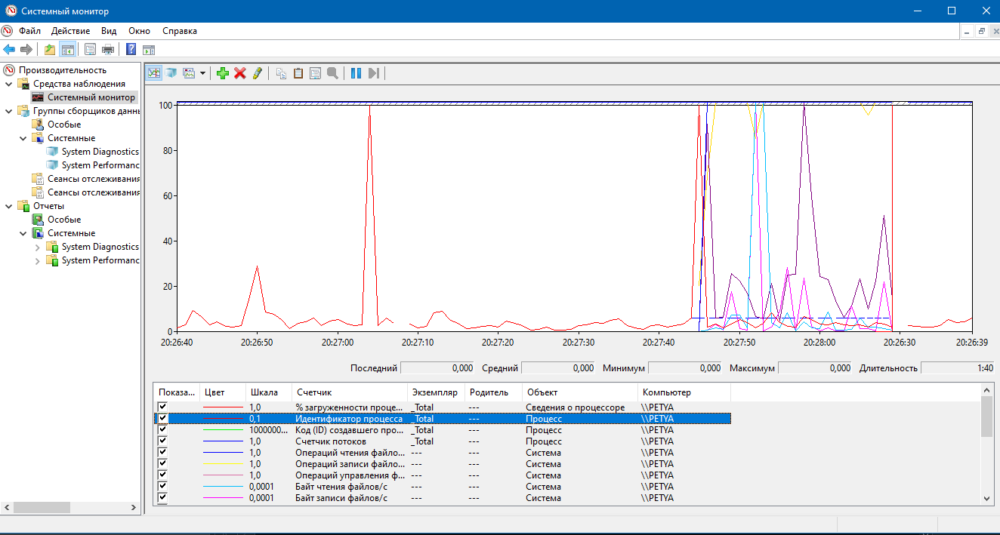 Системный монитор
Файл Действие Вид Окно Справка
Производительность
Средства наблюдения
Системный монитор
Группы сборщиков данн
Особые
Системные
System Diagnostics
System Performanc
Сеансы отслеживания
Сеансы отслеживания
Отчеты
Особые
Системные
System Diagnostics
System Performanc
100
80
60
40
20
0
20:26:40 20:26:50 20:27:00 20:27:10 20:27:20 20:27:30 20:27:40 20:27:50 20:28:00 20:26:30 20:26:39
Последний 0,000 Средний 0,000 Минимум 0,000 Максимум 0,000 Длительность 1:40
Показа... Цвет Шкала Счетчик Экземпляр Родитель Объект Компьютер
1,0 % загруженности проце... _Total --- Сведения о процессоре \\PETYA
0,1 Идентификатор процесса _Total --- Процесс \\PETYA
1000000... Код (ID) создавшего про... _Total --- Процесс \\PETYA
1,0 Счетчик потоков _Total --- Процесс \\PETYA
1,0 Операций чтения файло... --- --- Система \\PETYA
1,0 Операций записи файло... --- --- Система \\PETYA
1,0 Операций управления ф... --- --- Система \\PETYA
0,0001 Байт чтения файлов/с --- --- Система \\PETYA
0,0001 Байт записи файлов/с --- --- Система \\PETYA